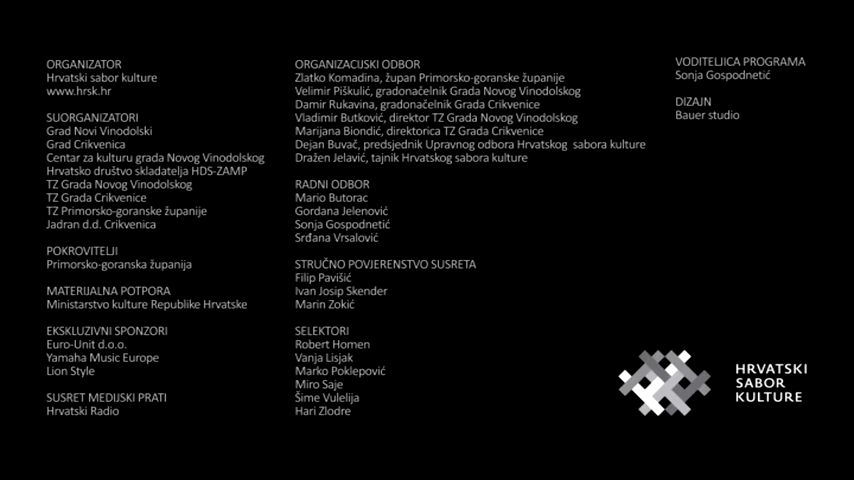 ORGANIZATOR
Hrvatski sabor kulture
www.hrsk.hr
SUORGANIZATORI
Grad Novi Vinodolski
Grad Crikvenica
Centar za kulturu grada Novog Vinodolskog
Hrvatsko društvo skladatelja HDS-ZAMP
TZ Grada Novog Vinodolskog
TZ Grada Crikvenice
TZ Primorsko-goranske županije
Jadran d.d. Crikvenica
POKROVITELJI
Primorsko-goranska županija
MATERIJALNA POTPORA
Ministarstvo kulture Republike Hrvatske
EKSKLUZIVNI SPONZORI
Euro-Unit d.o.o.
Yamaha Music Europe
Lion Style
SUSRET MEDIJSKI PRATI
Hrvatski Radio
ORGANIZACIJSKI ODBOR
Zlatko Komadina, župan Primorsko-goranske županije
Velimir Piškulić, gradonačelnik Grada Novog Vinodolskog
Damir Rukavina, gradonačelnik Grada Crikvenice
Vladimir Butković, direktor TZ Grada Novog Vinodolskog
Marijana Biondić, direktorica TZ Grada Crikvenice
Dejan Buvač, predsjednik Upravnog odbora Hrvatskog sabora kulture
Dražen Jelavić, tajnik Hrvatskog sabora kulture
RADNI ODBOR
Mario Butorac
Gordana Jelenović
Sonja Gospodnetić
Srđana Vrsalović
STRUČNO POVJERENSTVO SUSRETA
Filip Pavišić
Ivan Josip Skender
Marin Zokić
SELEKTORI
Robert Homen
Vanja Lisjak
Marko Poklepović
Miro Saje
Šime Vulelija
Hari Zlodre
VODITELJICA PROGRAMA
Sonja Gospodnetić
DIZAJN
Bauer studio
HRVATSKI
SABOR
KULTURE